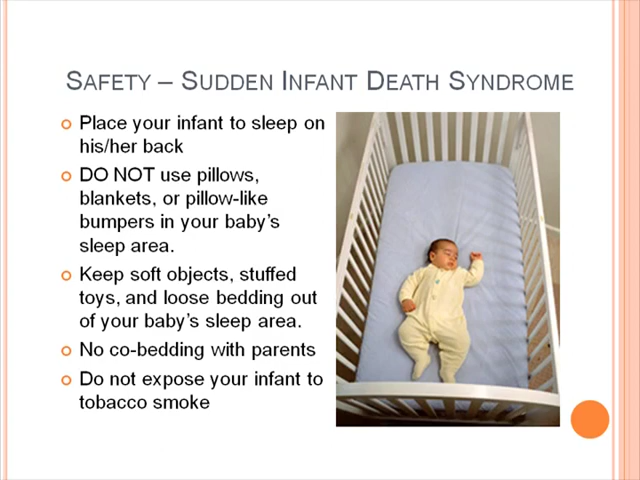 SAFETY – SUDDEN INFANT DEATH SYNDROME
Place your infant to sleep on
his/her back
DO NOT use pillows,
blankets, or pillow-like
bumpers in your baby's
sleep area.
Keep soft objects, stuffed
toys, and loose bedding out
of your baby's sleep area.
No co-bedding with parents
Do not expose your infant to
tobacco smoke